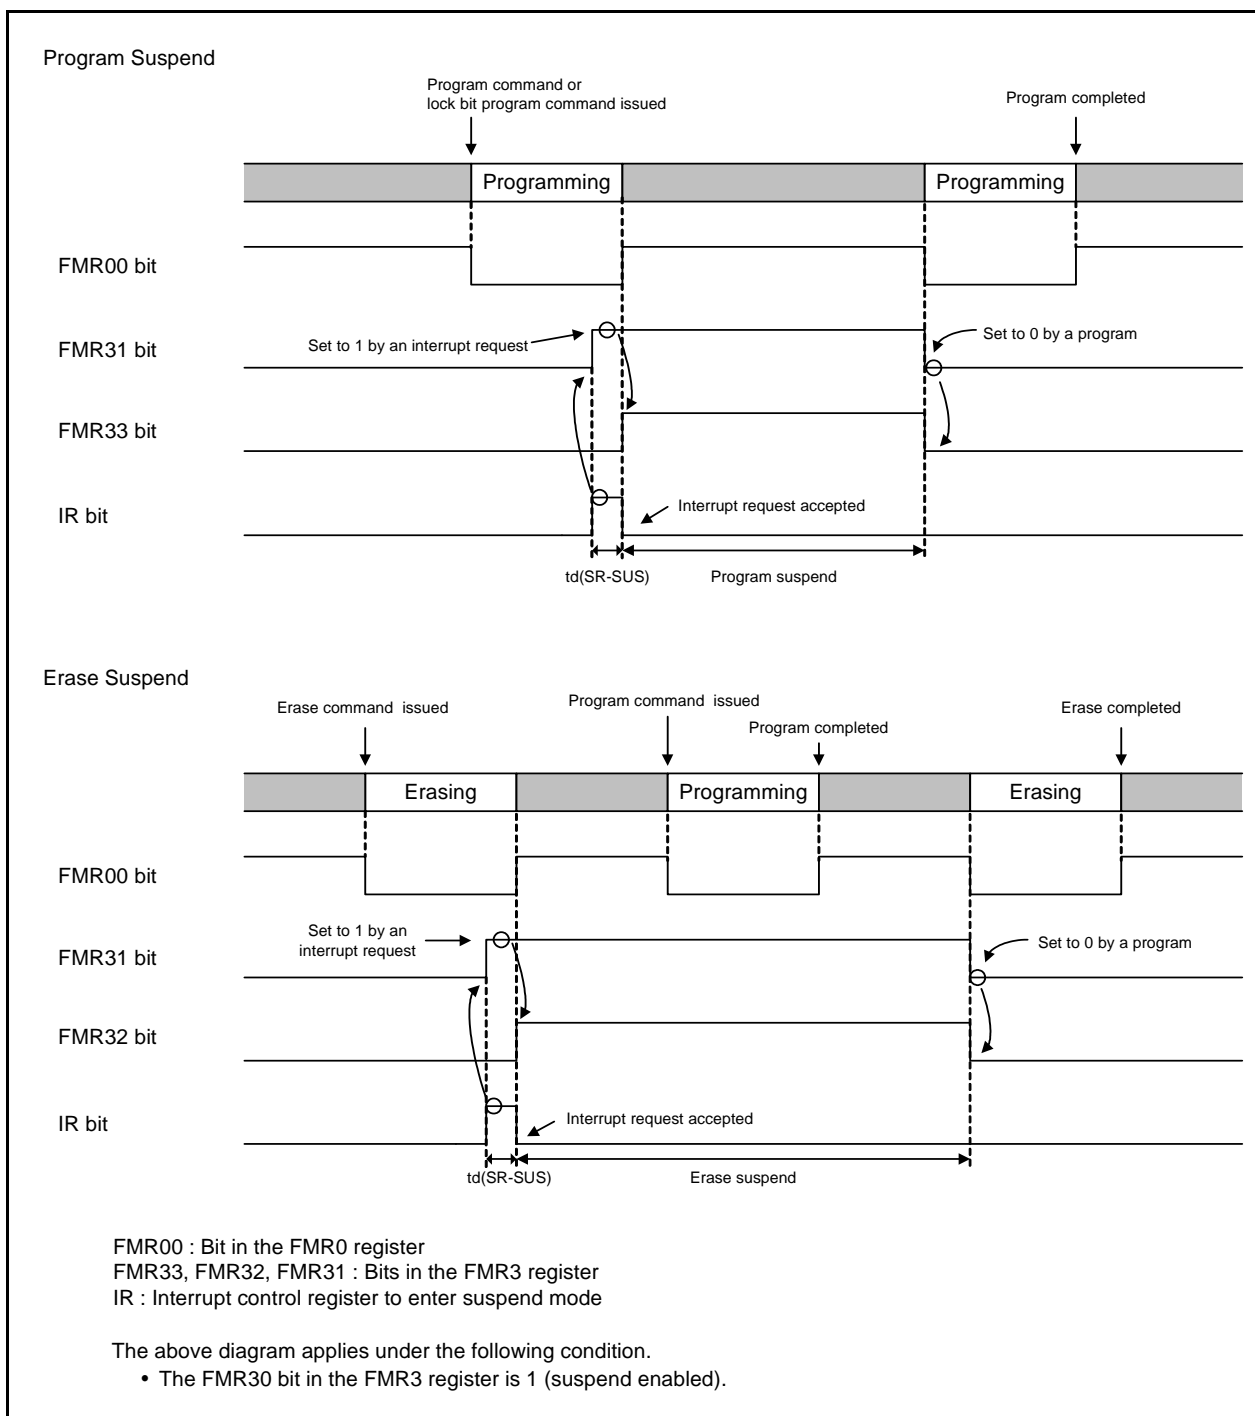 Program Suspend
Program command or
lock bit program command issued
Program completed
Programming
Programming
FMR00 bit
Set to 1 by an interrupt request
Set to 0 by a program
FMR31 bit
FMR33 bit
Interrupt request accepted
IR bit
td(SR-SUS)
Program suspend
Erase Suspend
Erase command issued
Program command issued
Program completed
Erase completed
Erasing
Programming
Erasing
FMR00 bit
Set to 1 by an
interrupt request
Set to 0 by a program
FMR31 bit
FMR32 bit
Interrupt request accepted
IR bit
td(SR-SUS)
Erase suspend
FMR00 : Bit in the FMR0 register
FMR33, FMR32, FMR31 : Bits in the FMR3 register
IR : Interrupt control register to enter suspend mode
The above diagram applies under the following condition.
• The FMR30 bit in the FMR3 register is 1 (suspend enabled).